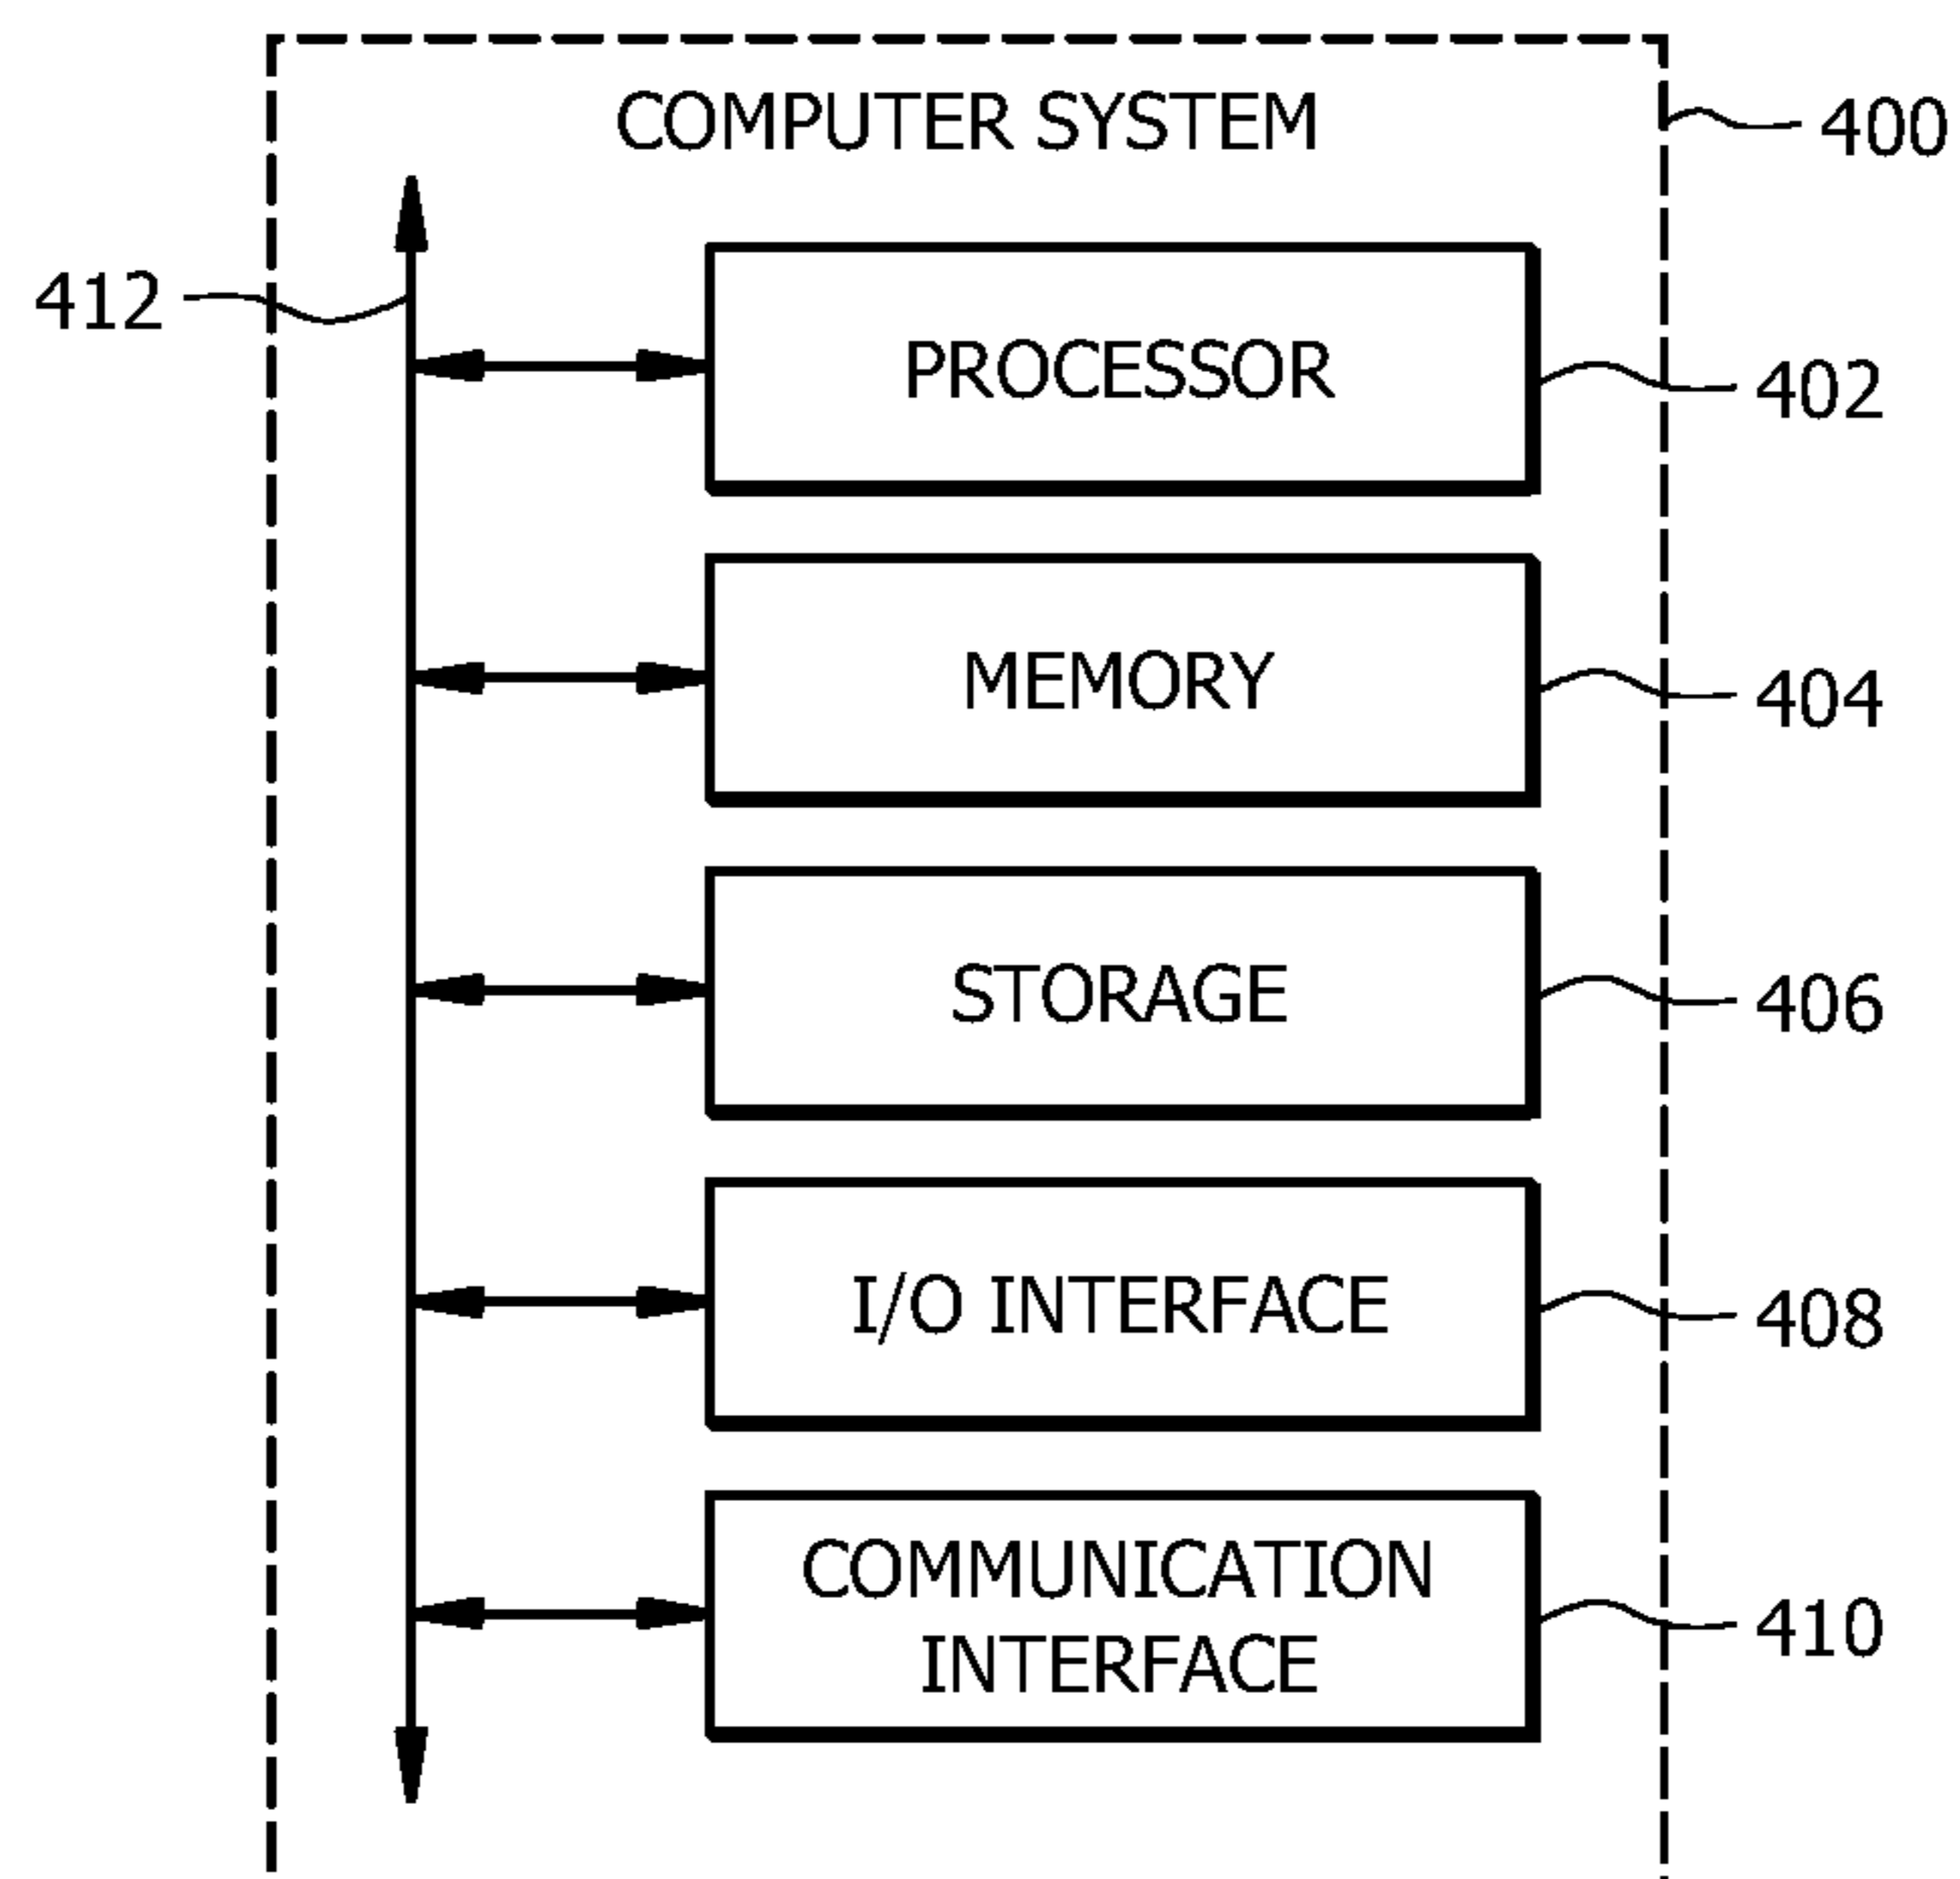 COMPUTER SYSTEM
400
412
PROCESSOR
402
MEMORY
404
STORAGE
406
I/O INTERFACE
408
COMMUNICATION
INTERFACE
410